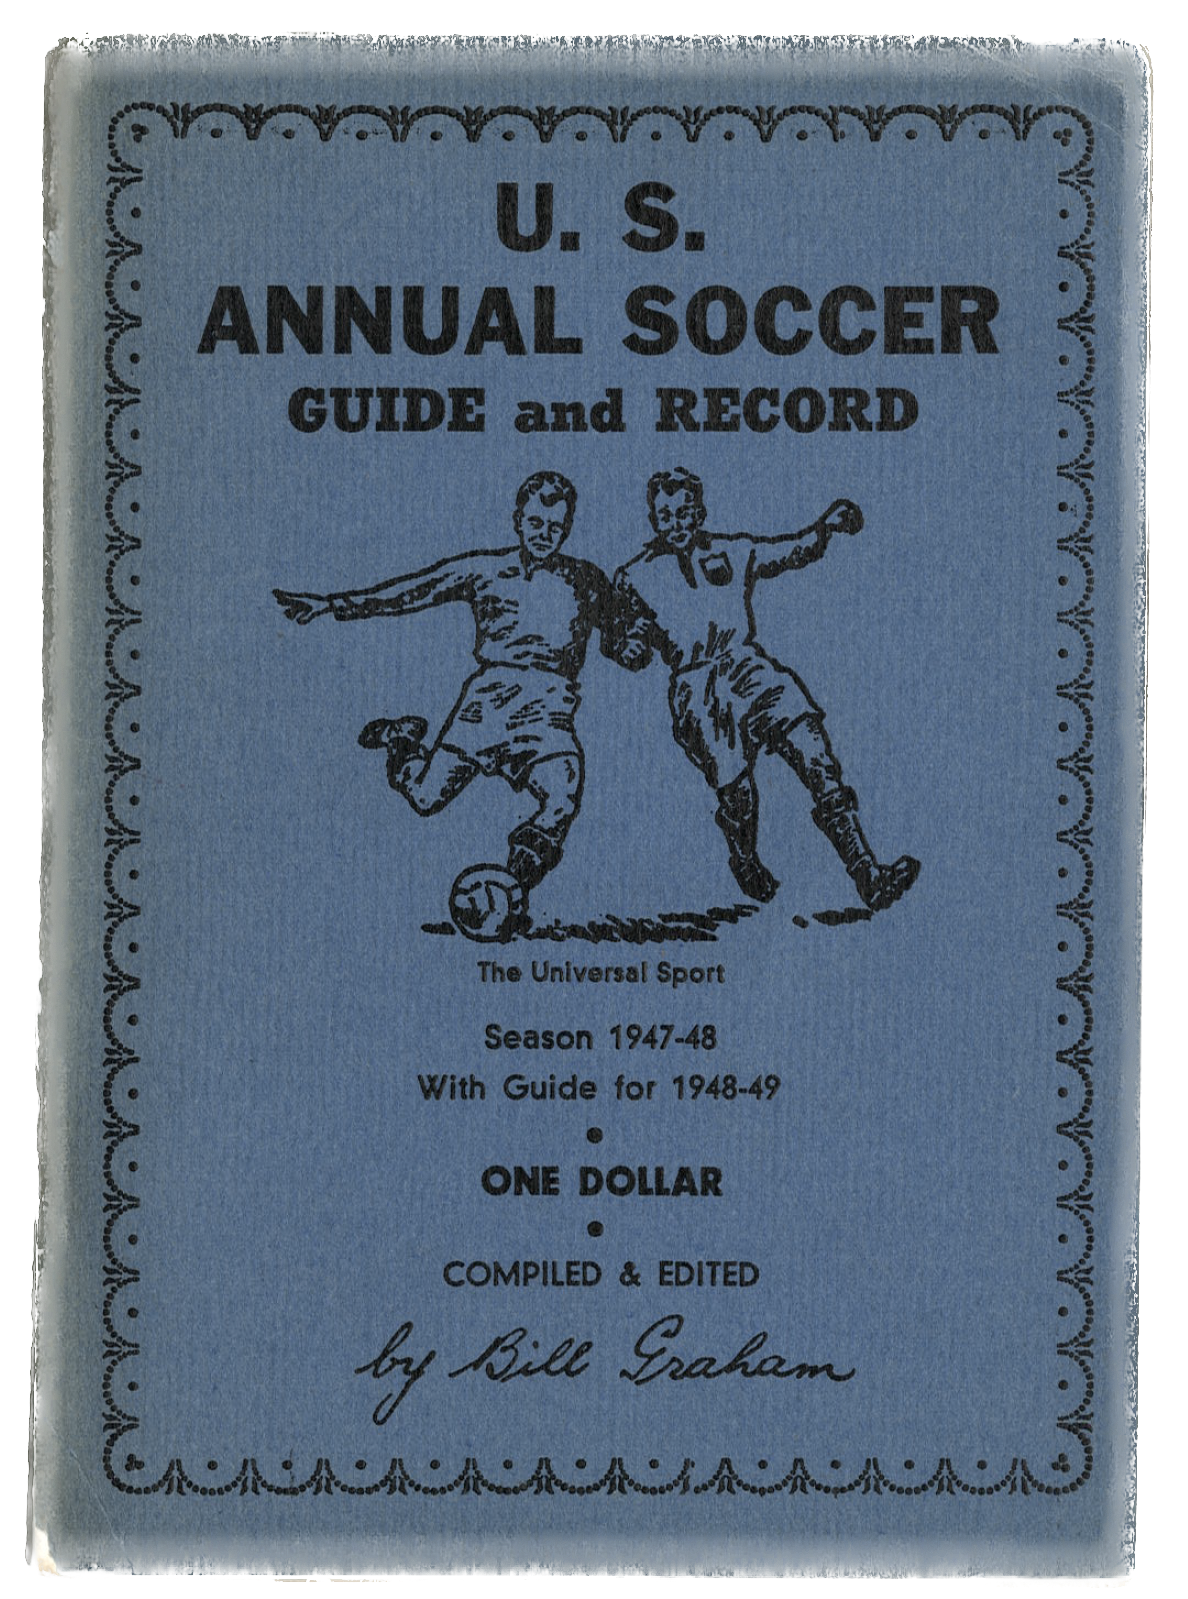 U. S.
ANNUAL SOCCER
GUIDE and RECORD
The Universal Sport
Season 1947-48
With Guide for 1948-49
•
ONE DOLLAR
•
COMPILED & EDITED
by Bill Graham